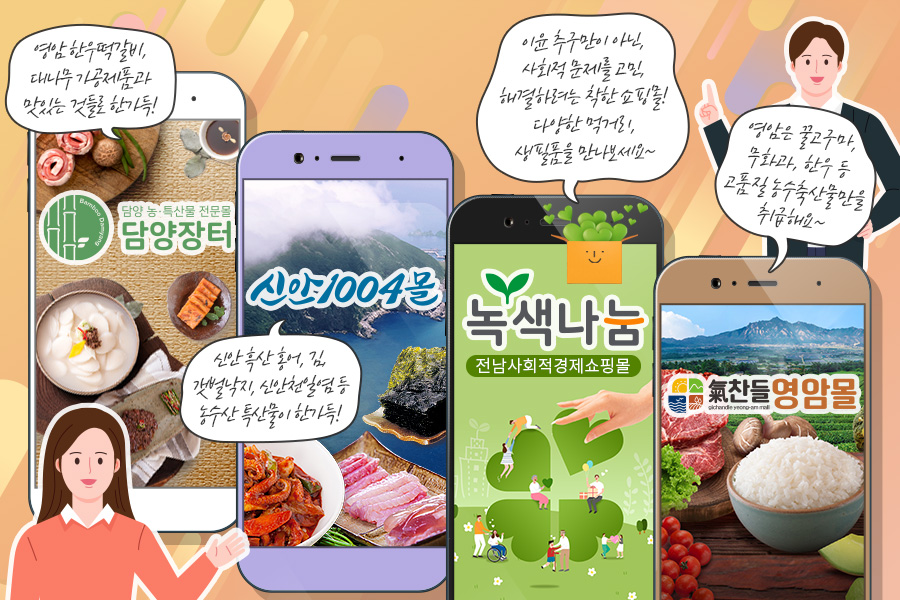 영암 한우떡갈비,
대나무 가공제품과
맛있는 것들로 한가득!
Bamboo Damyang
담양 농·특산물 전문몰
담양장터
신안1004몰
신안 흑산 홍어, 김,
갯벌낙지, 신안천일염 등
농수산 특산물이 한가득!
이윤 추구만이 아닌,
사회적 문제를 고민,
해결하려는 착한 쇼핑몰!
다양한 먹거리,
생필품을 만나보세요~
녹색나눔
전남사회적경제쇼핑몰
영암은 꿀고구마,
무화과, 한우 등
고품질 농수축산물만을
취급해요~
氣찬들 영암몰
gichandle yeong-am mall